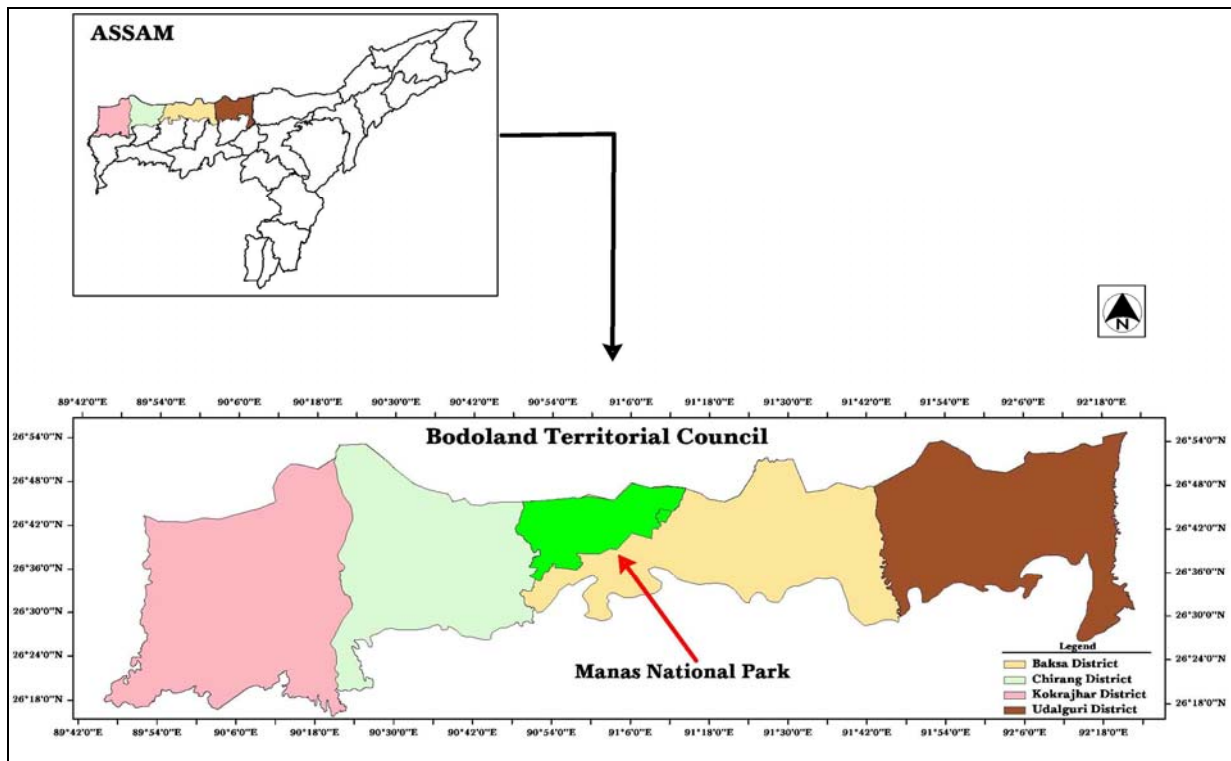 ASSAM
N
89°42'0"E 89°54'0"E 90°6'0"E 90°18'0"E 90°30'0"E 90°42'0"E 90°54'0"E 91°6'0"E 91°18'0"E 91°30'0"E 91°42'0"E 91°54'0"E 92°6'0"E 92°18'0"E
Bodoland Territorial Council
26°54'0"N 26°54'0"N
26°48'0"N 26°48'0"N
26°42'0"N 26°42'0"N
26°36'0"N 26°36'0"N
26°30'0"N 26°30'0"N
26°24'0"N 26°24'0"N
26°18'0"N 26°18'0"N
Manas National Park
Legend
Baksa District
Chirang District
Kokrajhar District
Udalguri District
89°42'0"E 89°54'0"E 90°6'0"E 90°18'0"E 90°30'0"E 90°42'0"E 90°54'0"E 91°6'0"E 91°18'0"E 91°30'0"E 91°42'0"E 91°54'0"E 92°6'0"E 92°18'0"E